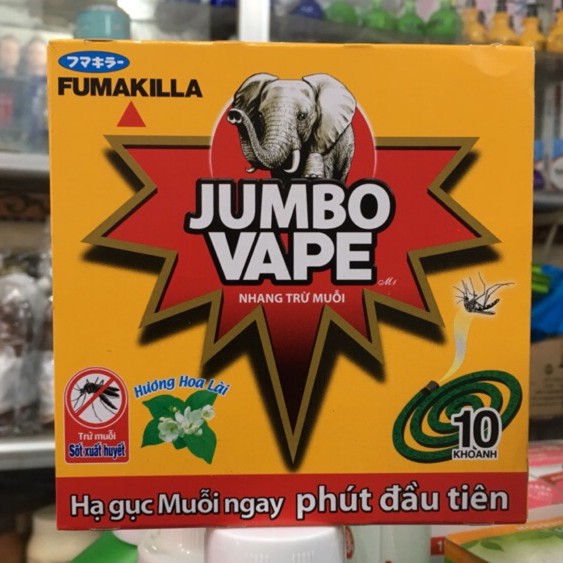 フマキラー
FUMAKILLA
JUMBO
VAPE
M1
NHANG TRỪ MUỖI
Hương Hoa Lài
Trừ muỗi
Sốt xuất huyết
10
KHOANH
Hạ gục Muỗi ngay phút đầu tiên